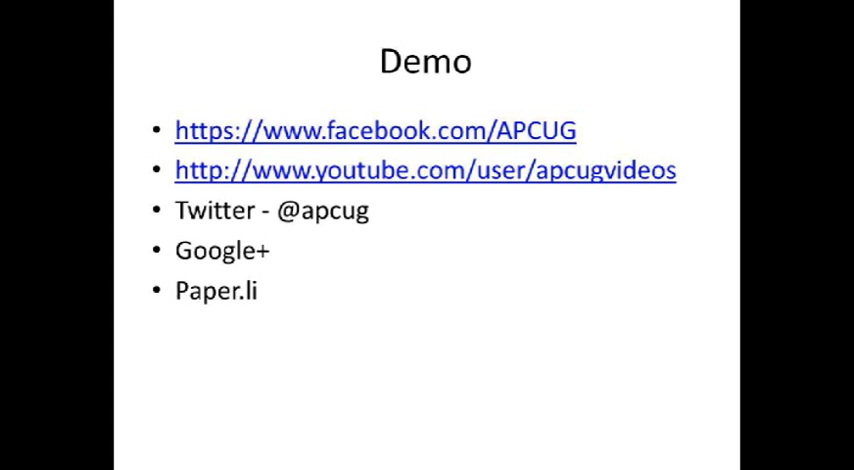 Demo
• https://www.facebook.com/APCUG
• http://www.youtube.com/user/apcugvideos
• Twitter - @apcug
• Google+
• Paper.li